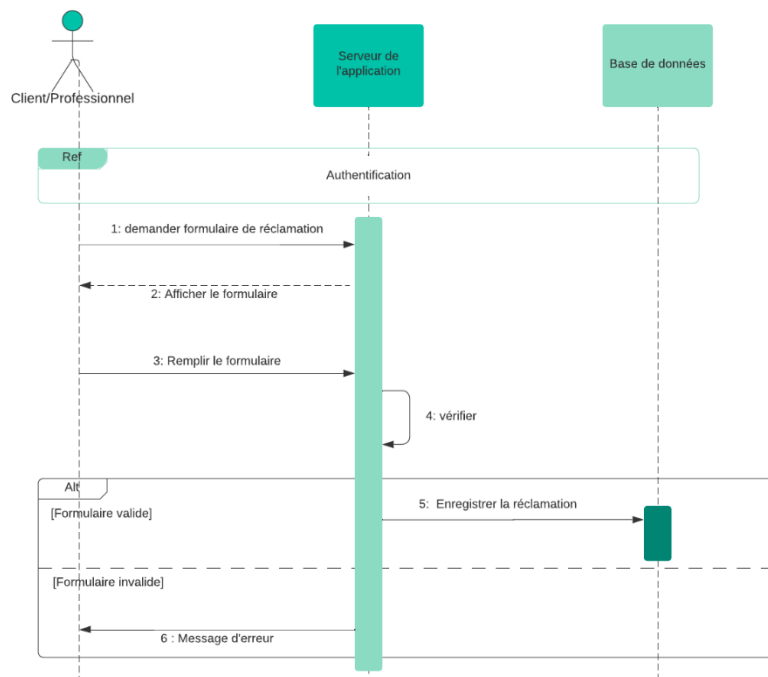 Client/Professionnel
Serveur de
l'application
Base de données
Ref
Authentification
1: demander formulaire de réclamation
2: Afficher le formulaire
3: Remplir le formulaire
4: vérifier
Alt
[Formulaire valide]
5: Enregistrer la réclamation
[Formulaire invalide]
6 : Message d'erreur